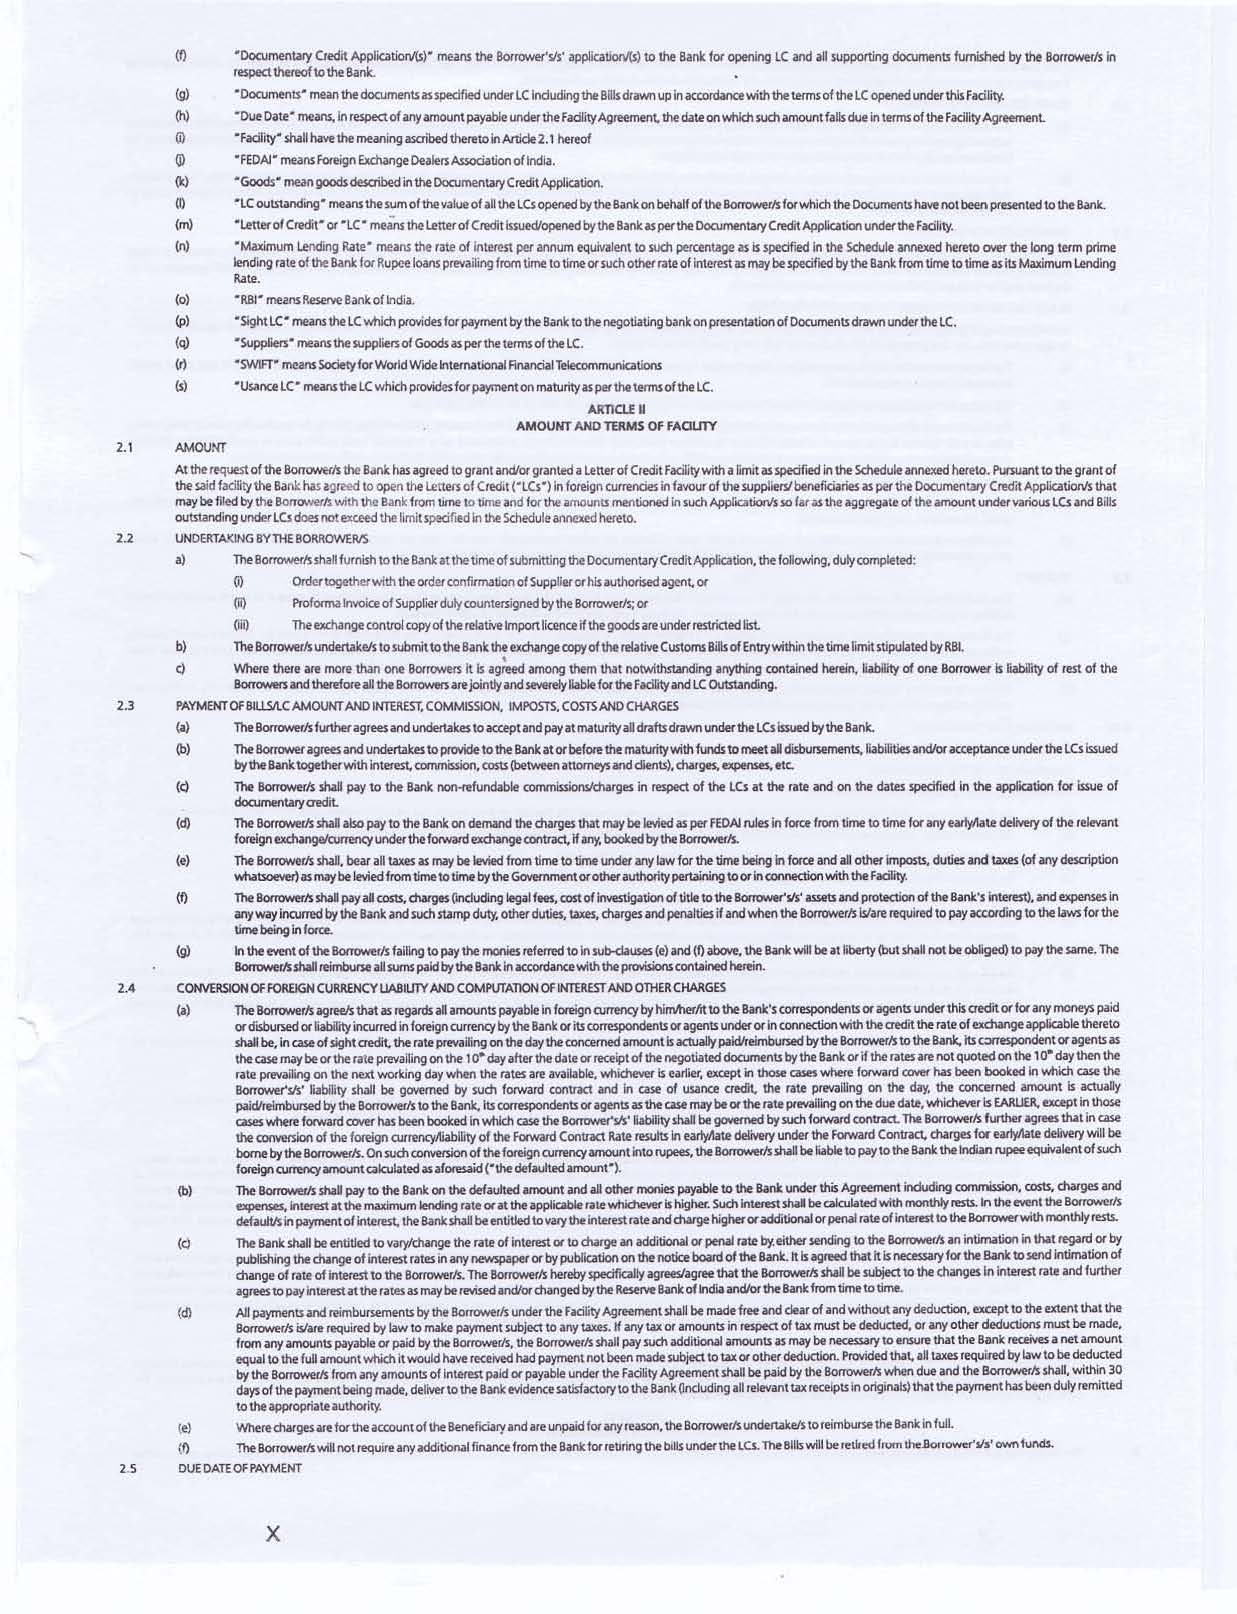 (f) "Documentary Credit Application/(s)" means the Borrower's/s' application/(s) to the Bank for opening LC and all supporting documents furnished by the Borrower/s in
respect thereof to the Bank.
(g) "Documents" mean the documents as specified under LC including the Bills drawn up in accordance with the terms of the LC opened under this Facility.
(h) "Due Date" means, in respect of any amount payable under the Facility Agreement, the date on which such amount falls due in terms of the Facility Agreement.
(i) "Facility" shall have the meaning ascribed thereto in Article 2.1 hereof
(j) "FEDAI" means Foreign Exchange Dealers Association of India.
(k) "Goods" mean goods described in the Documentary Credit Application.
(l) "LC outstanding" means the sum of the value of all the LCs opened by the Bank on behalf of the Borrower/s for which the Documents have not been presented to the Bank.
(m) "Letter of Credit" or "LC" means the Letter of Credit issued/opened by the Bank as per the Documentary Credit Application under the Facility.
(n) "Maximum Lending Rate" means the rate of interest per annum equivalent to such percentage as is specified in the Schedule annexed hereto over the long term prime
lending rate of the Bank for Rupee loans prevailing from time to time or such other rate of interest as may be specified by the Bank from time to time as its Maximum Lending
Rate.
(o) "RBI" means Reserve Bank of India.
(p) "Sight LC" means the LC which provides for payment by the Bank to the negotiating bank on presentation of Documents drawn under the LC.
(q) "Suppliers" means the suppliers of Goods as per the terms of the LC.
(r) "SWIFT" means Society for World Wide International Financial Telecommunications
(s) "Usance LC" means the LC which provides for payment on maturity as per the terms of the LC.
ARTICLE II
AMOUNT AND TERMS OF FACILITY
2.1 AMOUNT
At the request of the Borrower/s the Bank has agreed to grant and/or granted a Letter of Credit Facility with a limit as specified in the Schedule annexed hereto. Pursuant to the grant of
the said facility the Bank has agreed to open the Letters of Credit ("LCs") in foreign currencies in favour of the suppliers/ beneficiaries as per the Documentary Credit Application/s that
may be filed by the Borrower/s with the Bank from time to time and for the amounts mentioned in such Application/s so far as the aggregate of the amount under various LCs and Bills
outstanding under LCs does not exceed the limit specified in the Schedule annexed hereto.
2.2 UNDERTAKING BY THE BORROWER/S
a) The Borrower/s shall furnish to the Bank at the time of submitting the Documentary Credit Application, the following, duly completed:
(i) Order together with the order confirmation of Supplier or his authorised agent, or
(ii) Proforma Invoice of Supplier duly countersigned by the Borrower/s; or
(iii) The exchange control copy of the relative Import licence if the goods are under restricted list.
b) The Borrower/s undertake/s to submit to the Bank the exchange copy of the relative Customs Bills of Entry within the time limit stipulated by RBI.
c) Where there are more than one Borrowers it is agreed among them that notwithstanding anything contained herein, liability of one Borrower is liability of rest of the
Borrowers and therefore all the Borrowers are jointly and severely liable for the Facility and LC Outstanding.
2.3 PAYMENT OF BILLS/LC AMOUNT AND INTEREST, COMMISSION, IMPOSTS, COSTS AND CHARGES
(a) The Borrower/s further agrees and undertakes to accept and pay at maturity all drafts drawn under the LCs issued by the Bank.
(b) The Borrower agrees and undertakes to provide to the Bank at or before the maturity with funds to meet all disbursements, liabilities and/or acceptance under the LCs issued
by the Bank together with interest, commission, costs (between attorneys and clients), charges, expenses, etc.
(c) The Borrower/s shall pay to the Bank non-refundable commissions/charges in respect of the LCs at the rate and on the dates specified in the application for issue of
documentary credit.
(d) The Borrower/s shall also pay to the Bank on demand the charges that may be levied as per FEDAI rules in force from time to time for any early/late delivery of the relevant
foreign exchange/currency under the forward exchange contract, if any, booked by the Borrower/s.
(e) The Borrower/s shall, bear all taxes as may be levied from time to time under any law for the time being in force and all other imposts, duties and taxes (of any description
whatsoever) as may be levied from time to time by the Government or other authority pertaining to or in connection with the Facility.
(f) The Borrower/s shall pay all costs, charges (including legal fees, cost of investigation of title to the Borrower's/s' assets and protection of the Bank's interest), and expenses in
any way incurred by the Bank and such stamp duty, other duties, taxes, charges and penalties if and when the Borrower/s is/are required to pay according to the laws for the
time being in force.
(g) In the event of the Borrower/s failing to pay the monies referred to in sub-clauses (e) and (f) above, the Bank will be at liberty (but shall not be obliged) to pay the same. The
Borrower/s shall reimburse all sums paid by the Bank in accordance with the provisions contained herein.
2.4 CONVERSION OF FOREIGN CURRENCY LIABILITY AND COMPUTATION OF INTEREST AND OTHER CHARGES
(a) The Borrower/s agree/s that as regards all amounts payable in foreign currency by him/her/it to the Bank's correspondents or agents under this credit or for any moneys paid
or disbursed or liability incurred in foreign currency by the Bank or its correspondents or agents under or in connection with the credit the rate of exchange applicable thereto
shall be, in case of sight credit, the rate prevailing on the day the concerned amount is actually paid/reimbursed by the Borrower/s to the Bank, its correspondent or agents as
the case may be or the rate prevailing on the 10th day after the date or receipt of the negotiated documents by the Bank or if the rates are not quoted on the 10th day then the
rate prevailing on the next working day when the rates are available, whichever is earlier, except in those cases where forward cover has been booked in which case the
Borrower's/s' liability shall be governed by such forward contract and in case of usance credit, the rate prevailing on the day, the concerned amount is actually
paid/reimbursed by the Borrower/s to the Bank, its correspondents or agents as the case may be or the rate prevailing on the due date, whichever is EARLIER, except in those
cases where forward cover has been booked in which case the Borrower's/s' liability shall be governed by such forward contract. The Borrower/s further agrees that in case
the conversion of the foreign currency/liability of the Forward Contract Rate results in early/late delivery under the Forward Contract, charges for early/late delivery will be
borne by the Borrower/s. On such conversion of the foreign currency amount into rupees, the Borrower/s shall be liable to pay to the Bank the Indian rupee equivalent of such
foreign currency amount calculated as aforesaid ("the defaulted amount").
(b) The Borrower/s shall pay to the Bank on the defaulted amount and all other monies payable to the Bank under this Agreement including commission, costs, charges and
expenses, interest at the maximum lending rate or at the applicable rate whichever is higher. Such interest shall be calculated with monthly rests. In the event the Borrower/s
default/s in payment of interest, the Bank shall be entitled to vary the interest rate and charge higher or additional or penal rate of interest to the Borrower with monthly rests.
(c) The Bank shall be entitled to vary/change the rate of interest or to charge an additional or penal rate by either sending to the Borrower/s an intimation in that regard or by
publishing the change of interest rates in any newspaper or by publication on the notice board of the Bank. It is agreed that it is necessary for the Bank to send intimation of
change of rate of interest to the Borrower/s. The Borrower/s hereby specifically agrees/agree that the Borrower/s shall be subject to the changes in interest rate and further
agrees to pay interest at the rates as may be revised and/or changed by the Reserve Bank of India and/or the Bank from time to time.
(d) All payments and reimbursements by the Borrower/s under the Facility Agreement shall be made free and clear of and without any deduction, except to the extent that the
Borrower/s is/are required by law to make payment subject to any taxes. If any tax or amounts in respect of tax must be deducted, or any other deductions must be made,
from any amounts payable or paid by the Borrower/s, the Borrower/s shall pay such additional amounts as may be necessary to ensure that the Bank receives a net amount
equal to the full amount which it would have received had payment not been made subject to tax or other deduction. Provided that, all taxes required by law to be deducted
by the Borrower/s from any amounts of interest paid or payable under the Facility Agreement shall be paid by the Borrower/s when due and the Borrower/s shall, within 30
days of the payment being made, deliver to the Bank evidence satisfactory to the Bank (including all relevant tax receipts in originals) that the payment has been duly remitted
to the appropriate authority.
(e) Where charges are for the account of the Beneficiary and are unpaid for any reason, the Borrower/s undertake/s to reimburse the Bank in full.
(f) The Borrower/s will not require any additional finance from the Bank for retiring the bills under the LCs. The Bills will be retired from the Borrower's/s' own funds.
2.5 DUE DATE OF PAYMENT
X